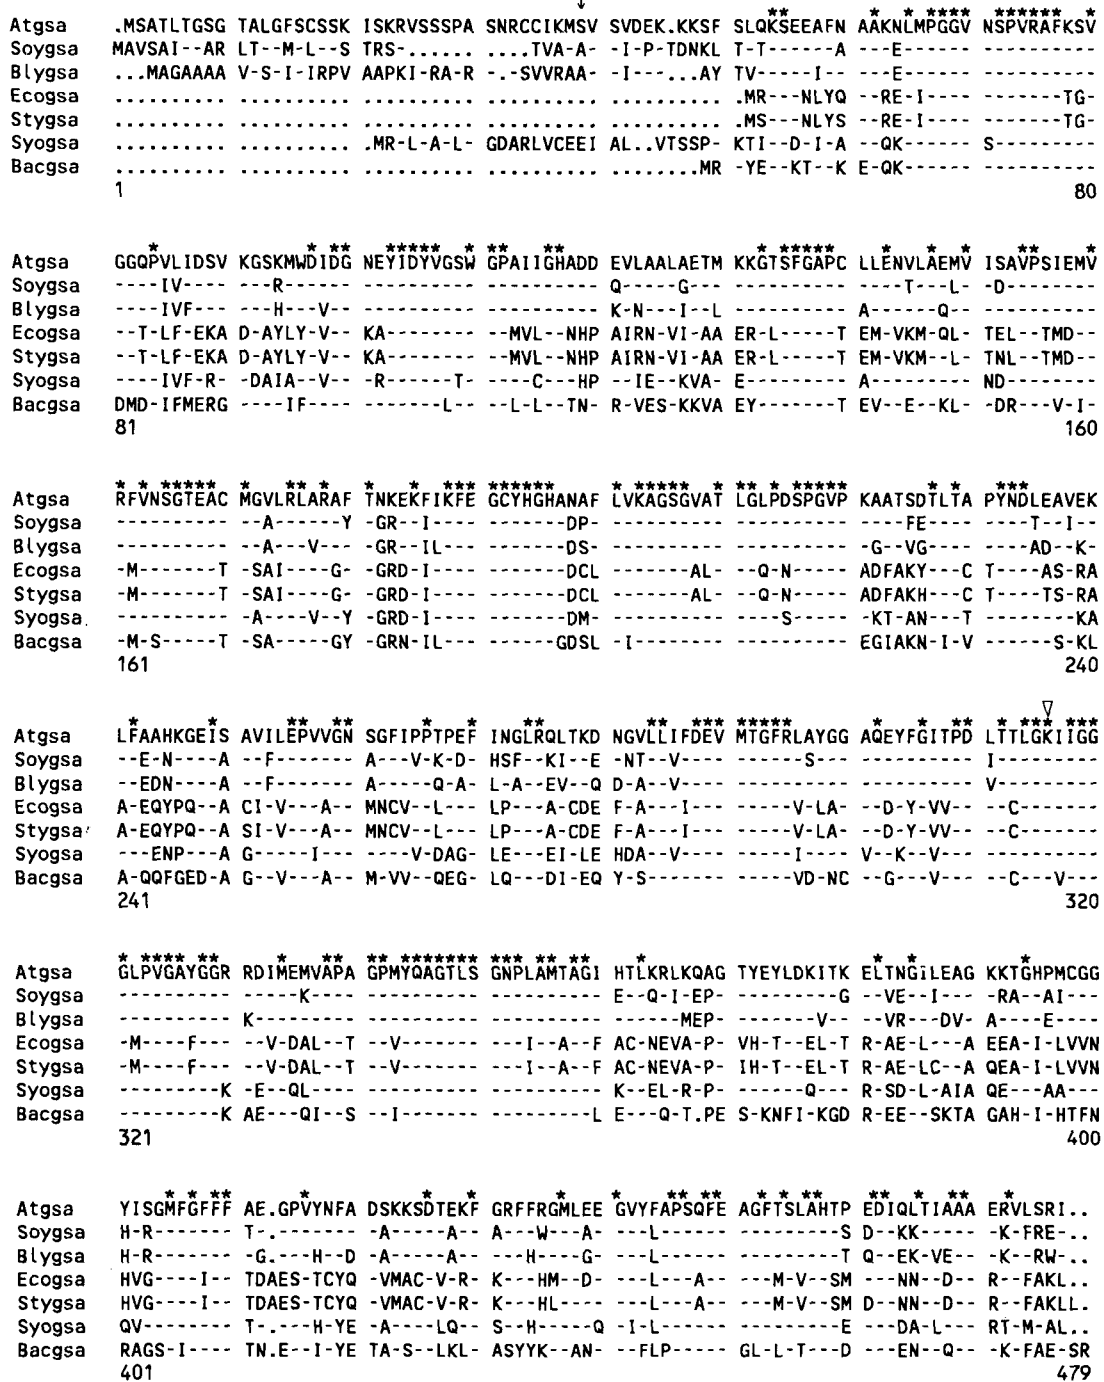 ↓ ** * * **** ******
Atgsa .MSATLTGSG TALGFSCSSK ISKRVSSSPA SNRCCIKMSV SVDEK.KKSF SLQKSEEAFN AAKNLMPGGV NSPVRAFKSV
Soygsa MAVSAI--AR LT--M-L--S TRS-...... ....TVA-A- -I-P-TDNKL T-T-----A ---E------ ----------
Blygsa ...MAGAAAA V-S-I-IRPV AAPKI-RA-R --SVVRAA- -I---...AY TV-----I-- ---E------ ----------
Ecogsa .......... .......... .......... .......... .......... .MR---NLYQ --RE-I---- -------TG-
Stygsa .......... .......... .......... .......... .......... .MS---NLYS --RE-I---- -------TG-
Syogsa .......... .......... .MR-L-A-L- GDARLVCEEI AL..VTSSP- KTI--D-I-A --QK------ S---------
Bacgsa .......... .......... .......... .......... ........MR -YE--KT--K E-QK------ ----------
1 80
* * ** ***** * ** ** * ***** * * * ** *
Atgsa GGQPVLIDSV KGSKMWDIDG NEYIDYVGSW GPAIIGHADD EVLAALAETM KKGTSFGAPC LLENVLAEMV ISAVPSIEMV
Soygsa ----IV---- ---R------ ---------- ---------- Q-----G--- ---------- ----T---L- -D--------
Blygsa ----IVF--- ---H---V-- ---------- ---------- K-N---I--L ---------- A------Q-- ----------
Ecogsa --T-LF-EKA D-AYLY-V-- KA-------- ---MVL--NHP AIRN-VI-AA ER-L-----T EM-VKM-QL- TEL--TMD--
Stygsa --T-LF-EKA D-AYLY-V-- KA-------- ---MVL--NHP AIRN-VI-AA ER-L-----T EM-VKM--L- TNL--TMD--
Syogsa ----IVF-R- -DAIA--V-- -R------T- ----C---HP --IE--KVA- E--------- A--------- ND--------
Bacgsa DMD-IFMERG ----IF---- -------L-- --L-L--TN- R-VES-KKVA EY-------T EV--E--KL- -DR---V-I-
81 160
* * ****** * * * * * * ** ****** * ***** * *** ***** * * ***
Atgsa RFVNSGTEAC MGVLRLARAF TNKEKFIKFE GCYHGHANAF LVKAGSGVAT LGLPDSPGVP KAATSDTLTA PYNDLEAVEK
Soygsa ---------- --A------Y -GR--I---- -------DP- ---------- ---------- ----FE---- ----T--I--
Blygsa ---------- --A---V--- -GR--IL--- -------DS- ---------- ---------- -G--VG---- ----AD--K-
Ecogsa -M-------T -SAI----G- -GRD-I---- -------DCL -------AL- --Q-N----- ADFAKY---C T----AS-RA
Stygsa -M-------T -SAI----G- -GRD-I---- -------DCL -------AL- --Q-N----- ADFAKH---C T----TS-RA
Syogsa ---------- --A---V--Y -GRD-I---- -------DM- ---------- ----S----- -KT-AN---T --------KA
Bacgsa -M-S-----T -SA----GY -GRN-IL--- ------GDSL -I-------- ---------- EGIAKN-I-V ------S-KL
161 240
* * ** ** * * ** ** *** ***** * * ** * *** *** ▽
Atgsa LFAAHKGEIS AVILEPVVGN SGFIPPTPEF INGLRQLTKD NGVLLIFDEV MTGFRLAYGG AQEYFGITPD LTTLGKIIGG
Soygsa --E-N----A --F------- A---V-K-D- HSF--KI--E -NT--V---- ------S--- ---------- I---------
Blygsa --EDN----A --F------- A----Q-A-- L-A--EV--Q D-A--V---- ---------- ---------- V---------
Ecogsa A-EQYPQ--A CI-V---A-- MNCV--L--- LP---A-CDE F-A---I--- -----V-LA- --D-Y-VV-- --C-------
Stygsa A-EQYPQ--A SI-V---A-- MNCV--L--- LP---A-CDE F-A---I--- -----V-LA- --D-Y-VV-- --C-------
Syogsa ---ENP---A G-----I--- -----V-DAG- LE---EI-LE HDA--V---- -----I---- V--K--V--- ----------
Bacgsa A-QQFGED-A G--V---A-- M-VV--QEG- LQ---DI-EQ Y-S------- -----VD-NC --G---V--- --C---V---
241 320
* **** ** * ** ********** *** ** ** * * * *
Atgsa GLPVGAYGGR RDIMEMVAPA GPMYQAGTLS GNPLAMTAGI HTLKRLKQAG TYEYLDKITK ELTNGILEAG KKTGHPMCGG
Soygsa ---------- -----K---- ---------- ---------- E--Q-I-EP- ---------G --VE--I--- -RA--AI---
Blygsa ---------- K--------- ---------- ---------- ------MEP- ------V--- --VR---DV- A----E----
Ecogsa -M----F--- ---V-DAL--T --V------- ----I--A--F AC-NEVA-P- VH-T--EL-T R-AE-L---A EEA-I-LVVN
Stygsa -M----F--- ---V-DAL--T --V------- ----I--A--F AC-NEVA-P- IH-T--EL-T R-AE-LC--A QEA-I-LVVN
Syogsa ---------K -E--QL---- ---------- ---------- K--EL-R-P- ------Q--- R-SD-L-AIA QE---AA---
Bacgsa ---------K AE---QI--S --I------- ---------L E---Q-T.PE S-KNFI-KGD R-EE--SKTA GAH-I-HTFN
321 400
* * ** * * * * * ** ** * * ** ** * *** *
Atgsa YISGMFGFFF AE.GPVYNFA DSKKSDTEKF GRFFRGMLEE GVYFAPSQFE AGFTSLAHTP EDIQLTIAAA ERVLSRI..
Soygsa H-R------- T-.------- -A----A--- A---W---A-- ---L------ --------S D--KK----- -K-FRE-..
Blygsa H-R------- -G.---H--D -A----A--- ----H---G- ---L------ --------T Q--EK-VE-- -K--RW-..
Ecogsa HVG----I-- TDAES-TCYQ -VMAC-V-R- K---HM--D- ----L---A-- ---M-V--SM --NN--D-- R--FAKL..
Stygsa HVG----I-- TDAES-TCYQ -VMAC-V-R- K---HL---- ----L---A-- ---M-V--SM D--NN--D-- R--FAKLL.
Syogsa QV-------- T-.---H-YE -A----LQ-- S--H-----Q -I-L------ ---------E ---DA-L--- RT-M-AL..
Bacgsa RAGS-I---- TN.E--I-YE TA-S--LKL- ASYYK--AN- --FLP----- GL-L-T---D ---EN--Q-- -K-FAE-SR
401 479